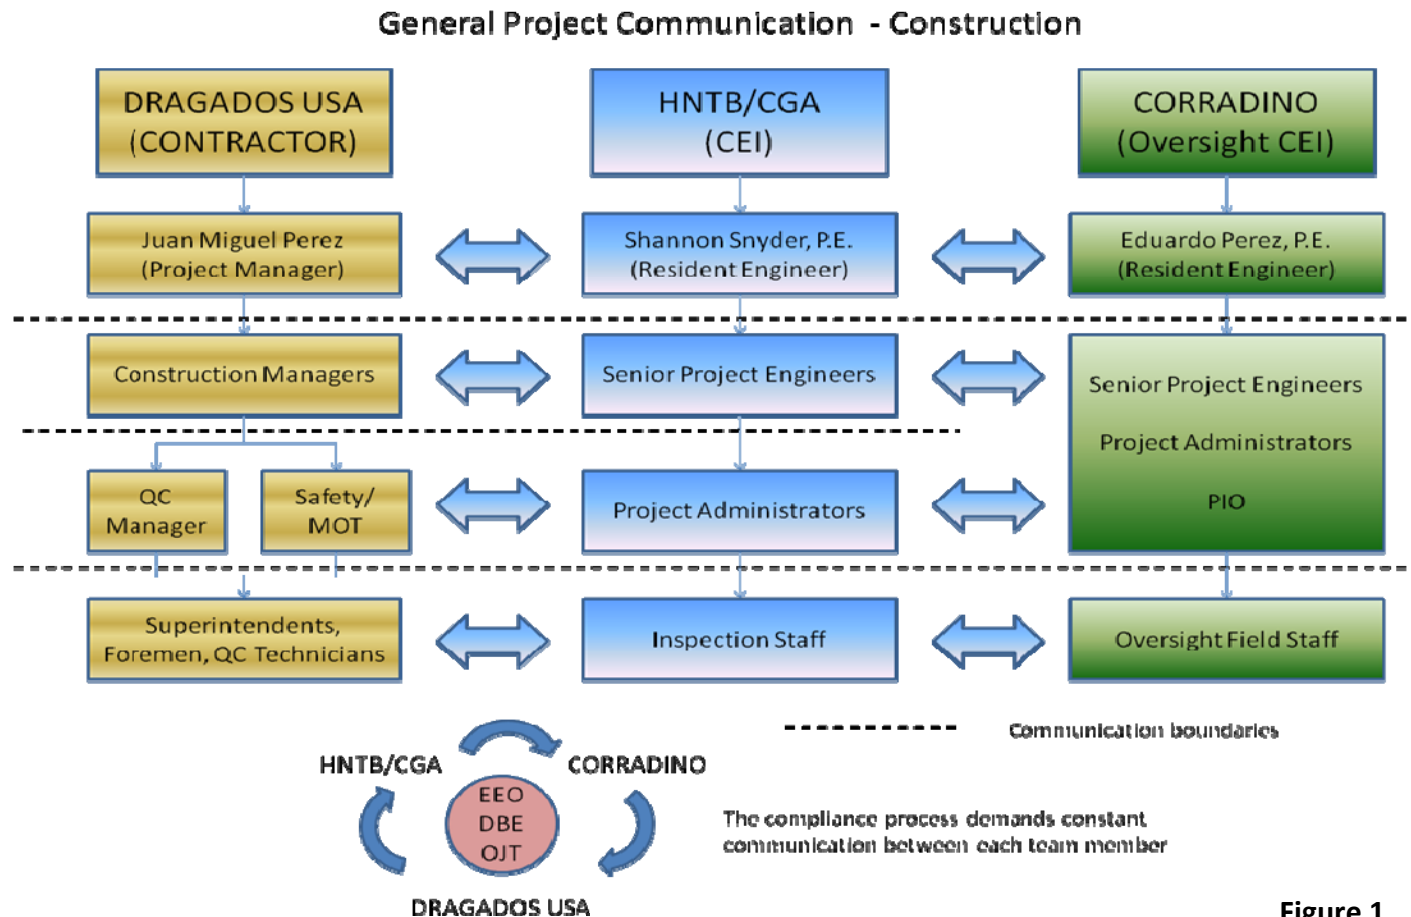 General Project Communication - Construction
DRAGADOS USA
(CONTRACTOR)
HNTB/CGA
(CEI)
CORRADINO
(Oversight CEI)
Juan Miguel Perez
(Project Manager)
Shannon Snyder, P.E.
(Resident Engineer)
Eduardo Perez, P.E.
(Resident Engineer)
Construction Managers
Senior Project Engineers
Senior Project Engineers
Project Administrators
PIO
QC
Manager
Safety/
MOT
Project Administrators
Superintendents,
Foremen, QC Technicians
Inspection Staff
Oversight Field Staff
Communication boundaries
HNTB/CGA
CORRADINO
EEO
DBE
OJT
DRAGADOS USA
The compliance process demands constant
communication between each team member
Figure 1